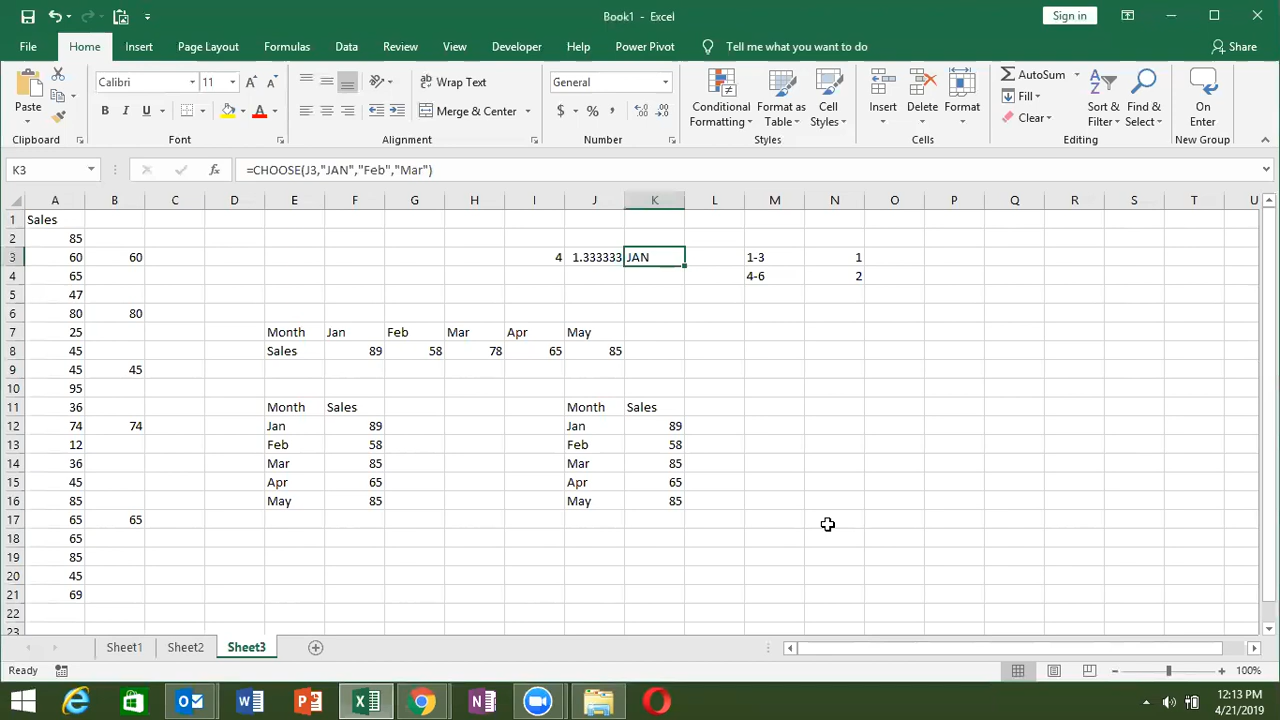 Book1 - Excel
Sign in
File Home Insert Page Layout Formulas Data Review View Developer Help Power Pivot Tell me what you want to do Share
Paste
Clipboard
Calibri 11
B I U
Font
Wrap Text
Merge & Center
Alignment
General
$ % ,
Number
Conditional Formatting
Format as Table
Cell Styles
Styles
Insert Delete Format
Cells
AutoSum
Fill
Clear
Sort & Filter
Find & Select
Editing
On Enter
New Group
K3 fx =CHOOSE(J3,"JAN","Feb","Mar")
A B C D E F G H I J K L M N O P Q R S T U
1 Sales
2 85
3 60 60 4 1.333333 JAN 1-3 1
4 65 4-6 2
5 47
6 80 80
7 25 Month Jan Feb Mar Apr May
8 45 Sales 89 58 78 65 85
9 45 45
10 95
11 36 Month Sales Month Sales
12 74 74 Jan 89 Jan 89
13 12 Feb 58 Feb 58
14 36 Mar 85 Mar 85
15 45 Apr 65 Apr 65
16 85 May 85 May 85
17 65 65
18 65
19 85
20 45
21 69
22
23
Sheet1 Sheet2 Sheet3
Ready 100%
12:13 PM
4/21/2019